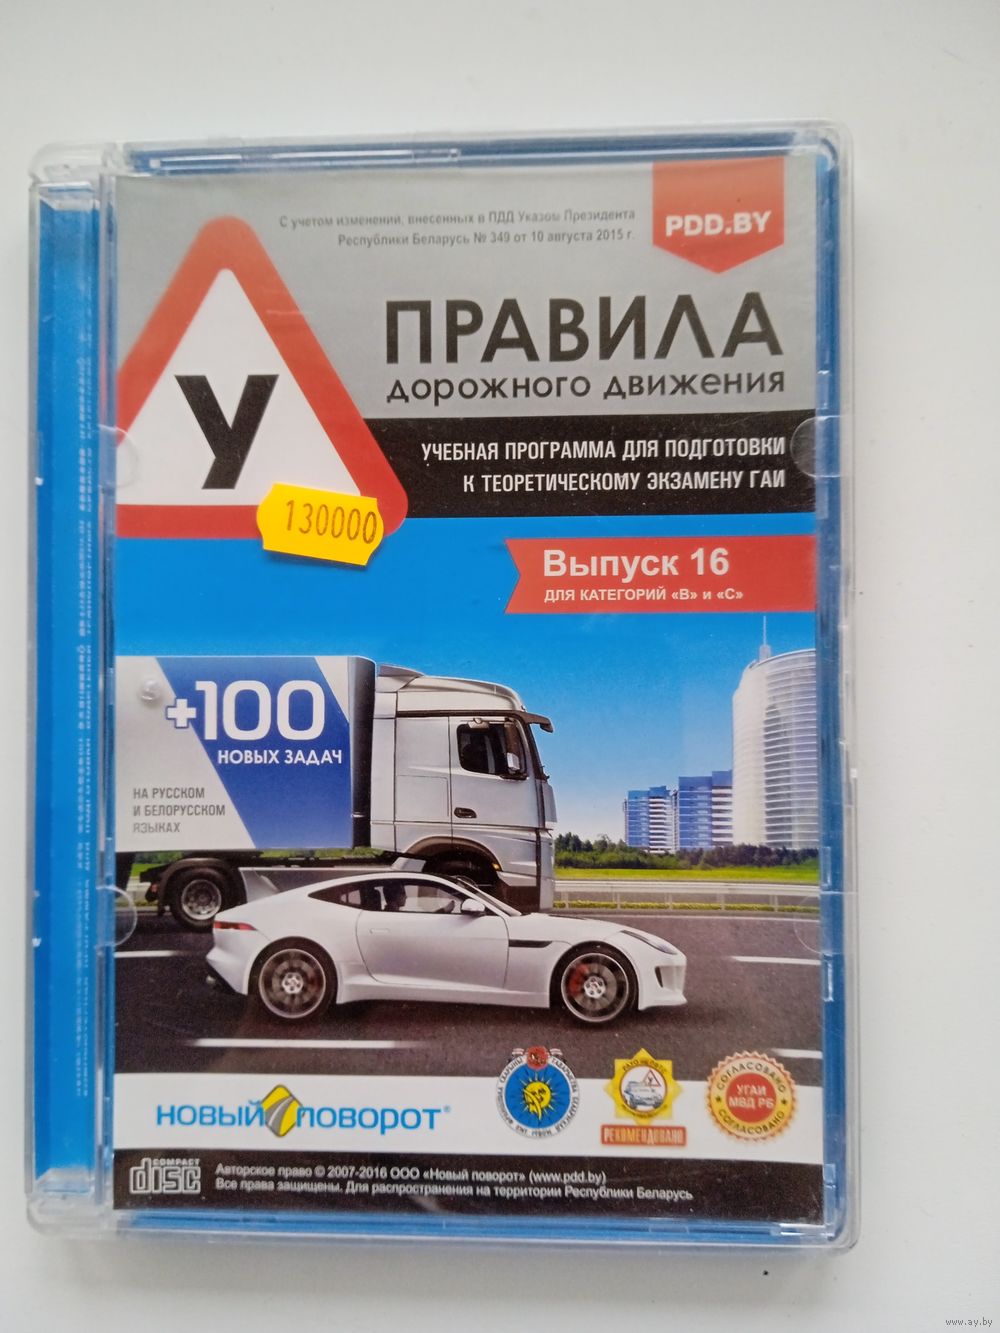 С учетом изменений, внесенных в ПДД Указом Президента
Республики Беларусь № 349 от 10 августа 2015 г.
PDD.BY
У
ПРАВИЛА
ДОРОЖНОГО ДВИЖЕНИЯ
УЧЕБНАЯ ПРОГРАММА ДЛЯ ПОДГОТОВКИ
К ТЕОРЕТИЧЕСКОМУ ЭКЗАМЕНУ ГАИ
130000
Выпуск 16
ДЛЯ КАТЕГОРИЙ «В» и «С»
+100
НОВЫХ ЗАДАЧ
НА РУССКОМ
И БЕЛОРУССКОМ
ЯЗЫКАХ
НОВЫЙ ПОВОРОТ®
РЕКОМЕНДОВАНО
СОГЛАСОВАНО
УГАИ
МВД РБ
СОГЛАСОВАНО
COMPACT
disc
Авторское право © 2007-2016 ООО «Новый поворот» (www.pdd.by)
Все права защищены. Для распространения на территории Республики Беларусь
www.ay.by